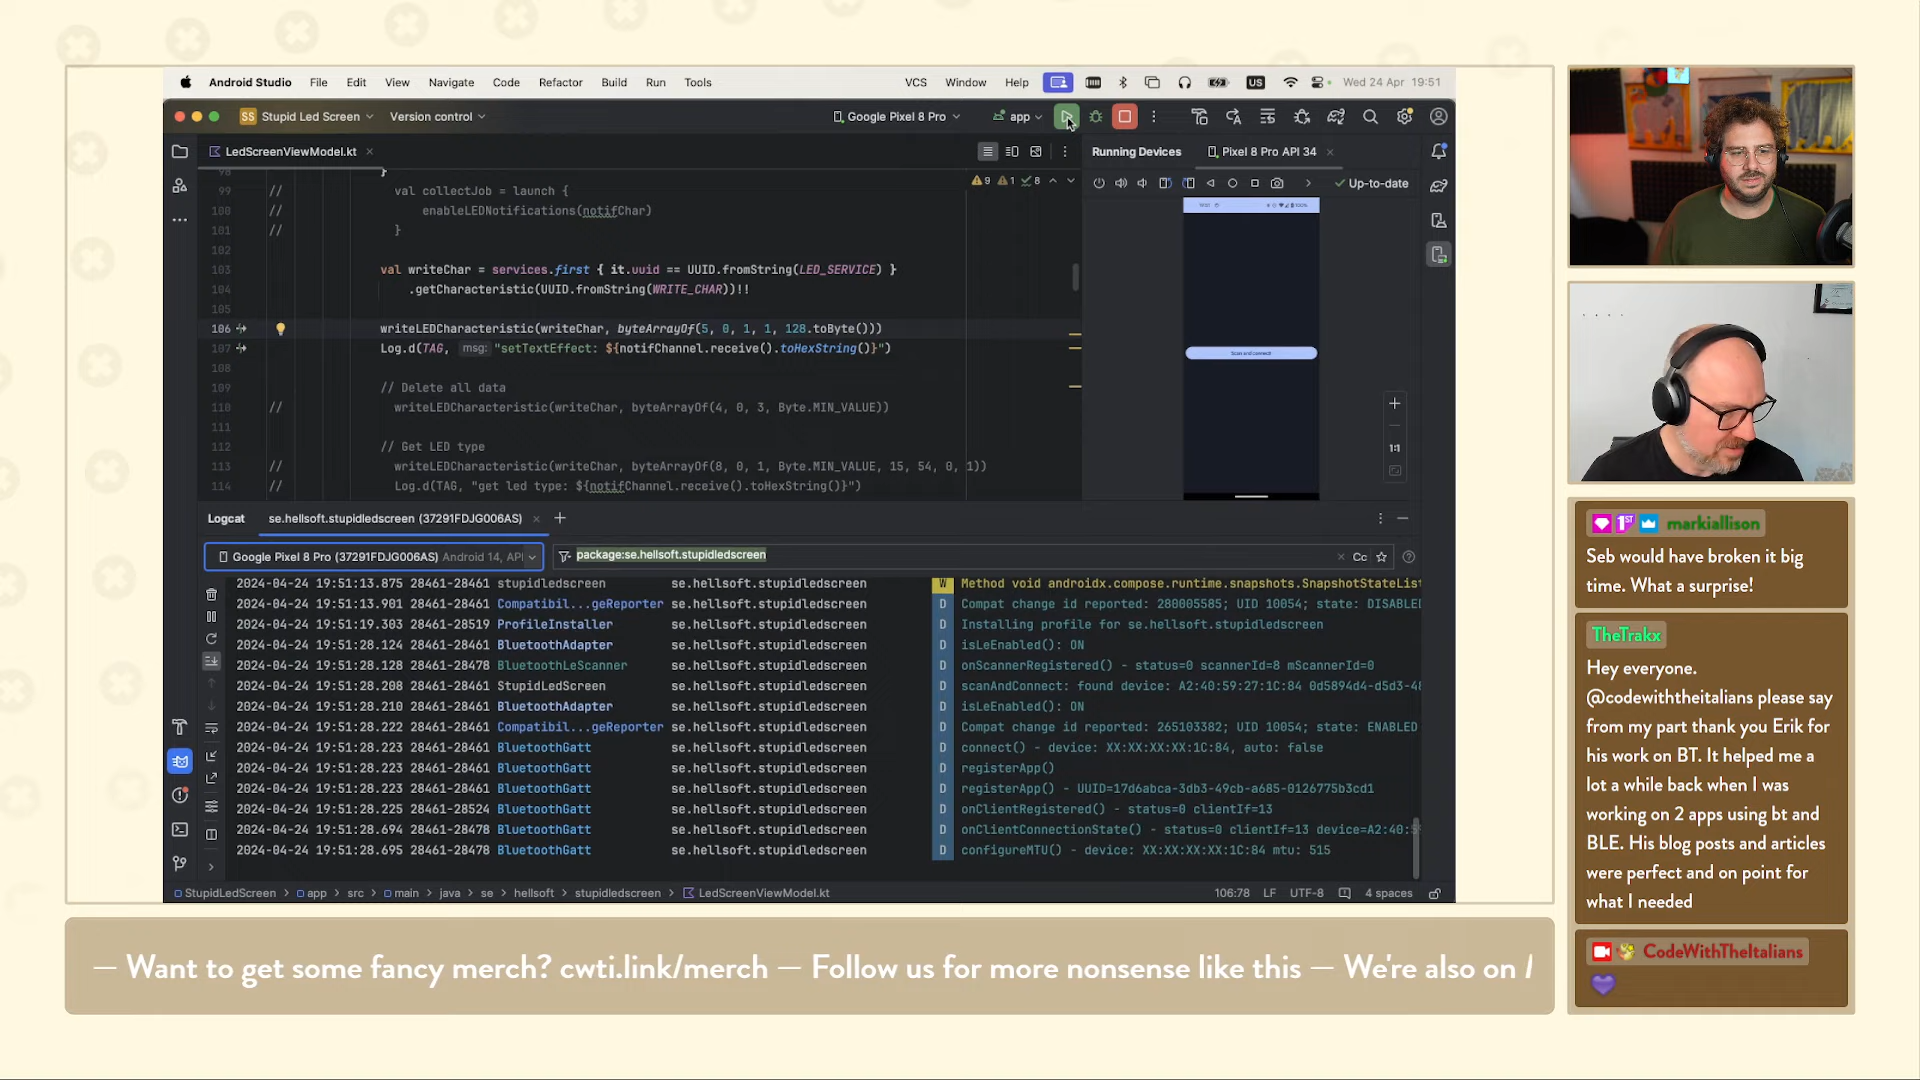 Android Studio File Edit View Navigate Code Refactor Build Run Tools VCS Window Help US Wed 24 Apr 19:51
SS Stupid Led Screen Version control Google Pixel 8 Pro app
LedScreenViewModel.kt
Running Devices Pixel 8 Pro API 34
9 1 8
Up-to-date
98 }
99 // val collectJob = launch {
100 // enableLEDNotifications(notifChar)
101 // }
102
103 val writeChar = services.first { it.uuid == UUID.fromString(LED_SERVICE) }
104 .getCharacteristic(UUID.fromString(WRITE_CHAR))!!
105
106 writeLEDCharacteristic(writeChar, byteArrayOf(5, 0, 1, 1, 128.toByte()))
107 Log.d(TAG, msg: "setTextEffect: ${notifChannel.receive().toHexString()}")
108
109 // Delete all data
110 // writeLEDCharacteristic(writeChar, byteArrayOf(4, 0, 3, Byte.MIN_VALUE))
111
112 // Get LED type
113 // writeLEDCharacteristic(writeChar, byteArrayOf(8, 0, 1, Byte.MIN_VALUE, 15, 54, 0, 1))
114 // Log.d(TAG, "get led type: ${notifChannel.receive().toHexString()}")
Scan and connect
1:1
Logcat se.hellsoft.stupidledscreen (37291FDJG006AS)
Google Pixel 8 Pro (37291FDJG006AS) Android 14, API
package:se.hellsoft.stupidledscreen
Cc
2024-04-24 19:51:13.875 28461-28461 stupidledscreen se.hellsoft.stupidledscreen W Method void androidx.compose.runtime.snapshots.SnapshotStateList
2024-04-24 19:51:13.901 28461-28461 Compatibil...geReporter se.hellsoft.stupidledscreen D Compat change id reported: 280005585; UID 10054; state: DISABLED
2024-04-24 19:51:19.303 28461-28519 ProfileInstaller se.hellsoft.stupidledscreen D Installing profile for se.hellsoft.stupidledscreen
2024-04-24 19:51:28.124 28461-28461 BluetoothAdapter se.hellsoft.stupidledscreen D isLeEnabled(): ON
2024-04-24 19:51:28.128 28461-28478 BluetoothLeScanner se.hellsoft.stupidledscreen D onScannerRegistered() - status=0 scannerId=8 mScannerId=0
2024-04-24 19:51:28.208 28461-28461 StupidLedScreen se.hellsoft.stupidledscreen D scanAndConnect: found device: A2:40:59:27:1C:84 0d5894d4-d5d3-48
2024-04-24 19:51:28.210 28461-28461 BluetoothAdapter se.hellsoft.stupidledscreen D isLeEnabled(): ON
2024-04-24 19:51:28.222 28461-28461 Compatibil...geReporter se.hellsoft.stupidledscreen D Compat change id reported: 265103382; UID 10054; state: ENABLED
2024-04-24 19:51:28.223 28461-28461 BluetoothGatt se.hellsoft.stupidledscreen D connect() - device: XX:XX:XX:XX:1C:84, auto: false
2024-04-24 19:51:28.223 28461-28461 BluetoothGatt se.hellsoft.stupidledscreen D registerApp()
2024-04-24 19:51:28.223 28461-28461 BluetoothGatt se.hellsoft.stupidledscreen D registerApp() - UUID=17d6abca-3db3-49cb-a685-0126775b3cd1
2024-04-24 19:51:28.225 28461-28524 BluetoothGatt se.hellsoft.stupidledscreen D onClientRegistered() - status=0 clientIf=13
2024-04-24 19:51:28.694 28461-28478 BluetoothGatt se.hellsoft.stupidledscreen D onClientConnectionState() - status=0 clientIf=13 device=A2:40:5
2024-04-24 19:51:28.695 28461-28478 BluetoothGatt se.hellsoft.stupidledscreen D configureMTU() - device: XX:XX:XX:XX:1C:84 mtu: 515
StupidLedScreen > app > src > main > java > se > hellsoft > stupidledscreen > LedScreenViewModel.kt
106:78 LF UTF-8 4 spaces
— Want to get some fancy merch? cwti.link/merch — Follow us for more nonsense like this — We're also on
1ST markiallison
Seb would have broken it big
time. What a surprise!
TheTrakx
Hey everyone.
@codewiththeitalians please say
from my part thank you Erik for
his work on BT. It helped me a
lot a while back when I was
working on 2 apps using bt and
BLE. His blog posts and articles
were perfect and on point for
what I needed
CodeWithTheItalians
💜